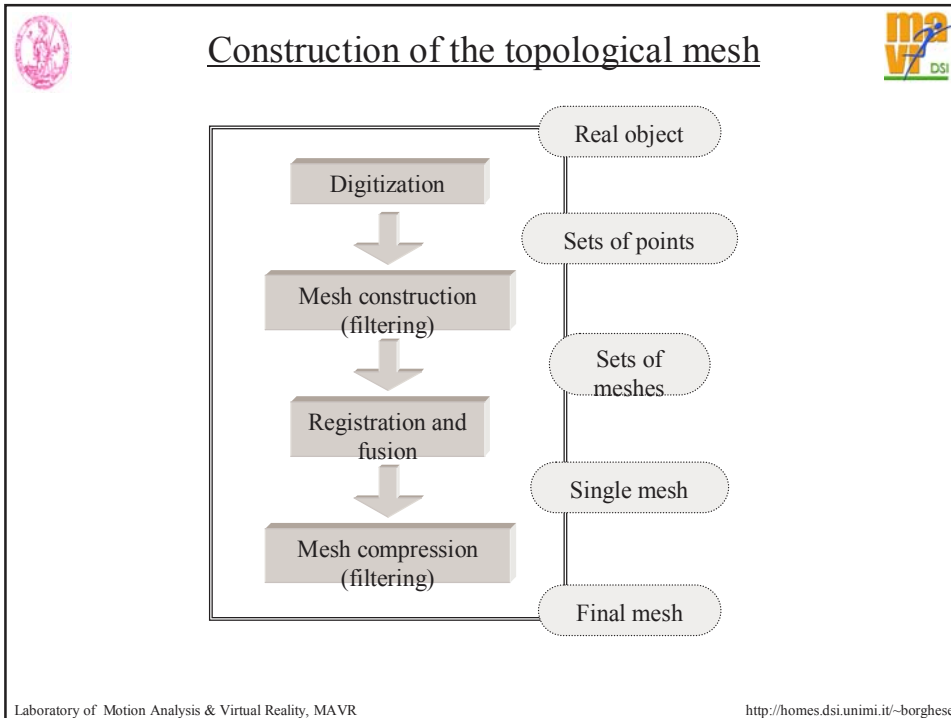 Construction of the topological mesh
mavr
DSI
Real object
Digitization
Sets of points
Mesh construction
(filtering)
Sets of
meshes
Registration and
fusion
Single mesh
Mesh compression
(filtering)
Final mesh
Laboratory of Motion Analysis & Virtual Reality, MAVR
http://homes.dsi.unimi.it/~borghese